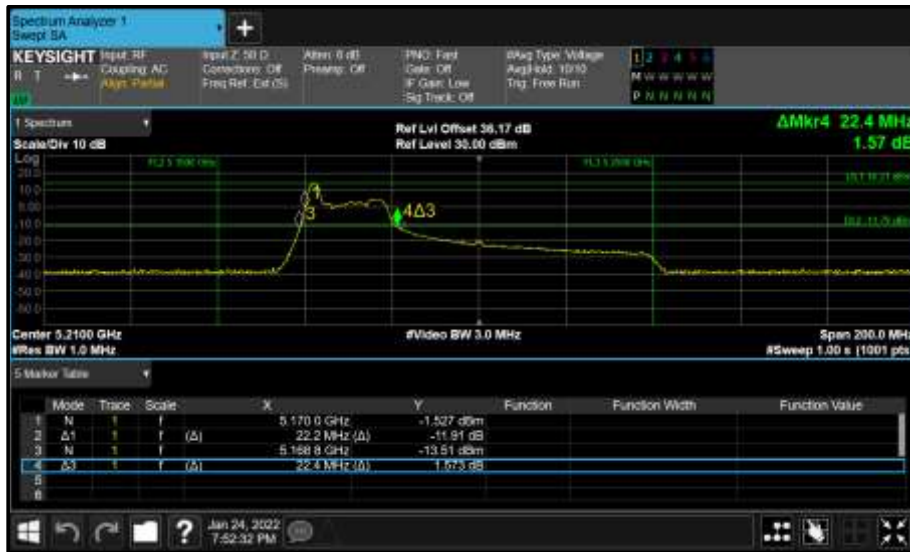 Spectrum Analyzer 1
Swept SA
+
KEYSIGHT Input: RF Input Z: 50 Ω Atten: 6 dB PNO: Fast #Avg Type: Voltage 1 2 3 4 5 6
R T Coupling: AC Corrections: Off Preamp: Off Gate: Off Avg|Hold: 10/10 M W W W W W
Align: Partial Freq Ref: Ext (S) IF Gain: Low Trig: Free Run
Sig Track: Off P N N N N N
1 Spectrum
Ref Lvl Offset 36.17 dB ΔMkr4 22.4 MHz
Scale/Div 10 dB Ref Level 30.00 dBm 1.57 dB
Log
20.0
10.0
1
0.00
3
4Δ3
-10.0
-20.0
-30.0
-40.0
-50.0
Center 5.2100 GHz #Video BW 3.0 MHz Span 200.0 MHz
#Res BW 1.0 MHz #Sweep 1.00 s (1001 pts
5 Marker Table
Mode Trace Scale X Y Function Function Width Function Value
1 N 1 f 5.170 0 GHz -1.527 dBm
2 Δ1 1 f (Δ) 22.2 MHz (Δ) -11.91 dB
3 N 1 f 5.168 8 GHz -13.51 dBm
4 Δ3 1 f (Δ) 22.4 MHz (Δ) 1.573 dB
5
6
?
Jan 24, 2022
7:52:32 PM